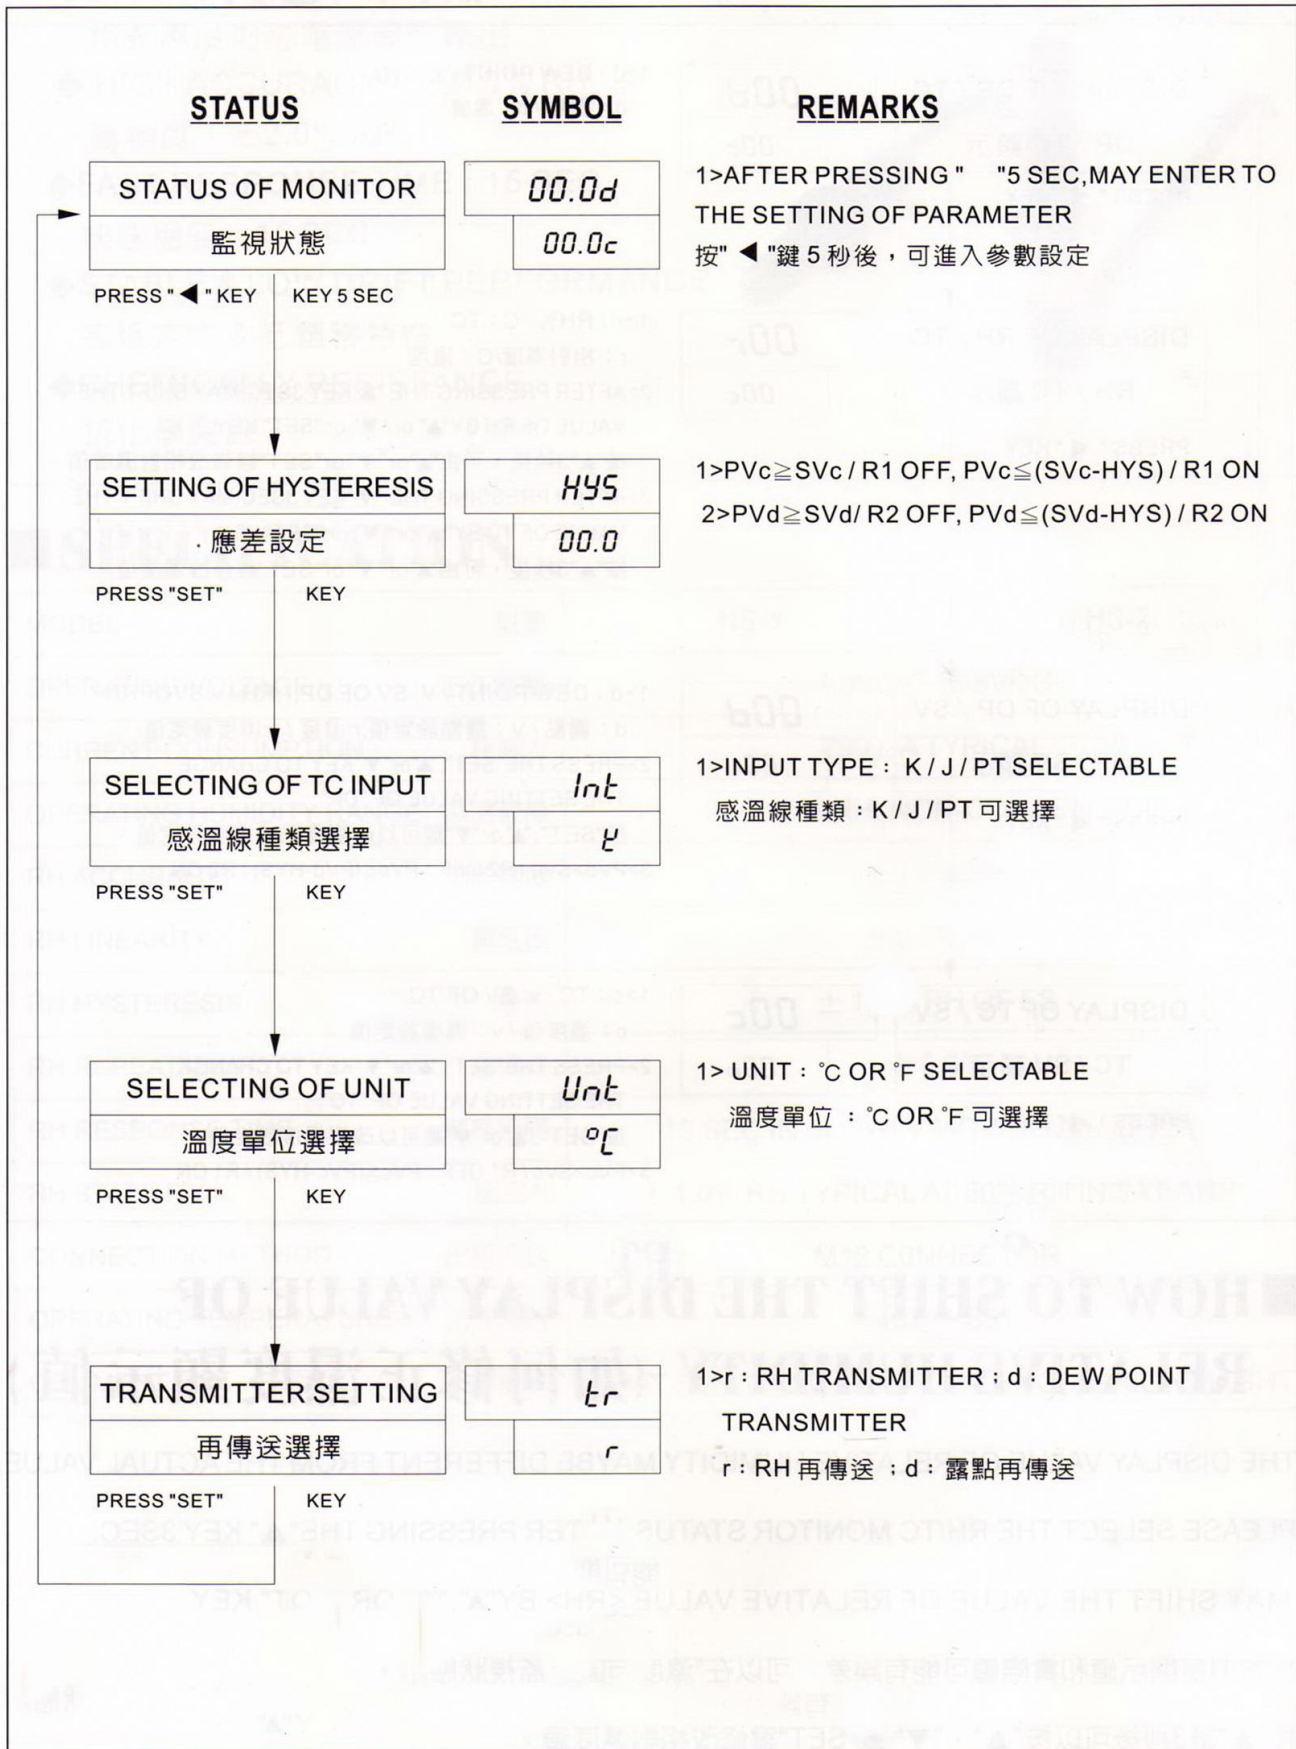 STATUS SYMBOL REMARKS
STATUS OF MONITOR
監視狀態
00.0d
00.0c
1>AFTER PRESSING " "5 SEC,MAY ENTER TO
THE SETTING OF PARAMETER
按" ◀ "鍵 5 秒後，可進入參數設定
PRESS " ◀ " KEY KEY 5 SEC
SETTING OF HYSTERESIS
應差設定
HYS
00.0
1>PVc≧SVc / R1 OFF, PVc≦(SVc-HYS) / R1 ON
2>PVd≧SVd/ R2 OFF, PVd≦(SVd-HYS) / R2 ON
PRESS "SET" KEY
SELECTING OF TC INPUT
感溫線種類選擇
Int
1>INPUT TYPE : K / J / PT SELECTABLE
感溫線種類 : K / J / PT 可選擇
PRESS "SET" KEY
SELECTING OF UNIT
溫度單位選擇
Unt
°C
1> UNIT : °C OR °F SELECTABLE
溫度單位 : °C OR °F 可選擇
PRESS "SET" KEY
TRANSMITTER SETTING
再傳送選擇
tr
r
1>r : RH TRANSMITTER ; d : DEW POINT
TRANSMITTER
r : RH 再傳送 ; d : 露點再傳送
PRESS "SET" KEY